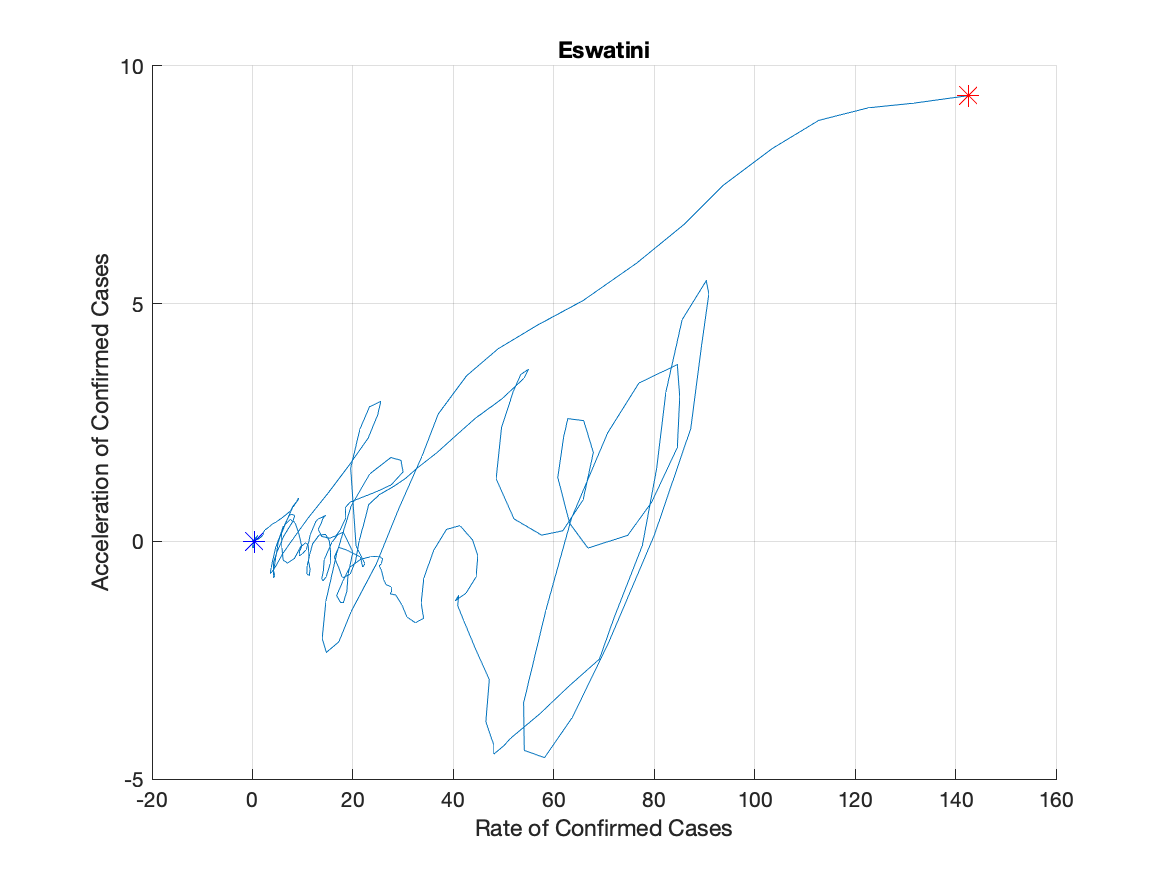 Eswatini
10
5
0
-5
Acceleration of Confirmed Cases
-20 0 20 40 60 80 100 120 140 160
Rate of Confirmed Cases